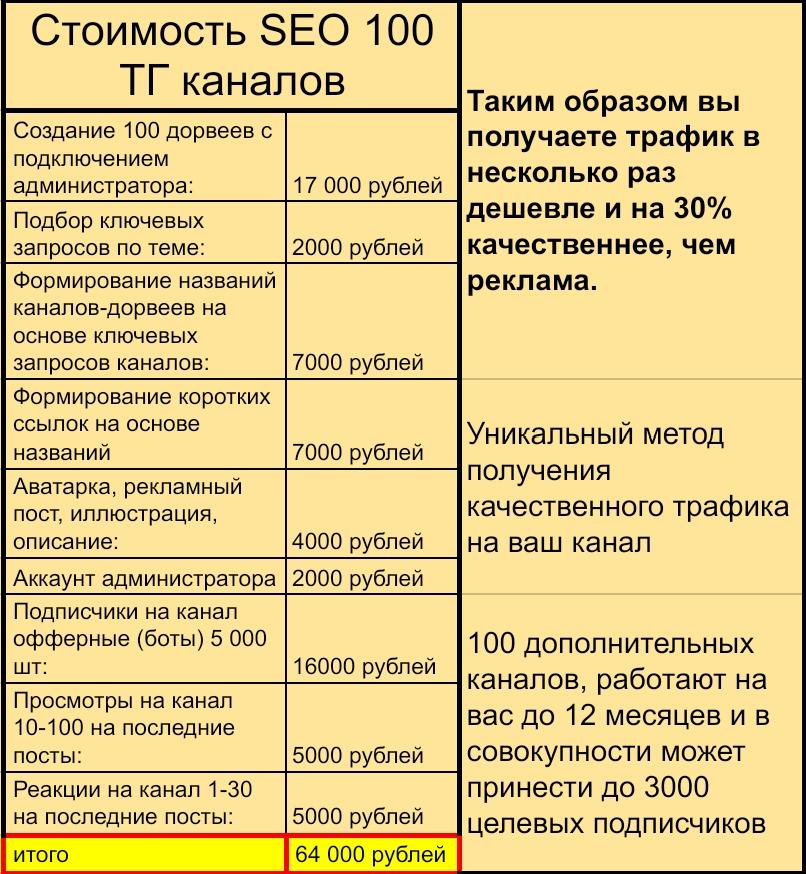 Стоимость SEO 100
ТГ каналов
Создание 100 дорвеев с
подключением
администратора:
17 000 рублей
Подбор ключевых
запросов по теме:
2000 рублей
Формирование названий
каналов-дорвеев на
основе ключевых
запросов каналов:
7000 рублей
Формирование коротких
ссылок на основе
названий
7000 рублей
Аватарка, рекламный
пост, иллюстрация,
описание:
4000 рублей
Аккаунт администратора
2000 рублей
Подписчики на канал
офферные (боты) 5 000
шт:
16000 рублей
Просмотры на канал
10-100 на последние
посты:
5000 рублей
Реакции на канал 1-30
на последние посты:
5000 рублей
итого
64 000 рублей
Таким образом вы
получаете трафик в
несколько раз
дешевле и на 30%
качественнее, чем
реклама.
Уникальный метод
получения
качественного трафика
на ваш канал
100 дополнительных
каналов, работают на
вас до 12 месяцев и в
совокупности может
принести до 3000
целевых подписчиков